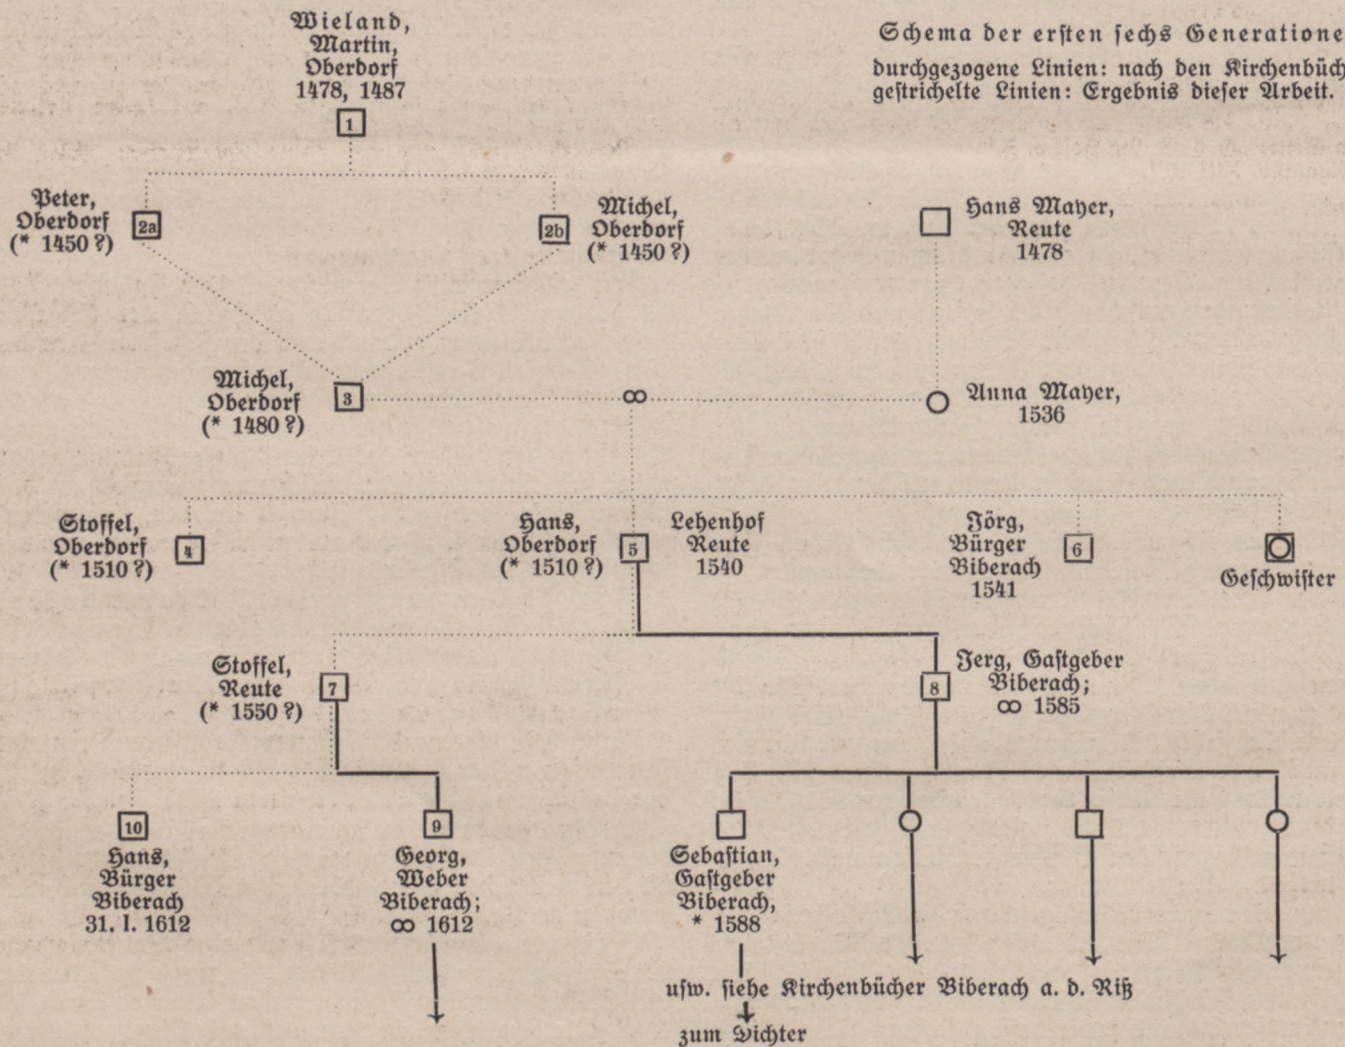 Wieland,
Martin,
Oberdorf
1478, 1487
1
Schema der ersten sechs Generatione
durchgezogene Linien: nach den Kirchenbüch
gestrichelte Linien: Ergebnis dieser Arbeit.
Peter,
Oberdorf
(* 1450 ?)
2a
2b
Michel,
Oberdorf
(* 1450 ?)
Hans Mayer,
Reute
1478
Michel,
Oberdorf
(* 1480 ?)
3
∞
Anna Mayer,
1536
Stoffel,
Oberdorf
(* 1510 ?)
4
Hans,
Oberdorf
(* 1510 ?)
5
Lehenhof
Reute
1540
Jörg,
Bürger
Biberach
1541
6
Geschwister
Stoffel,
Reute
(* 1550 ?)
7
8
Jerg, Gastgeber
Biberach;
∞ 1585
10
Hans,
Bürger
Biberach
31. I. 1612
9
Georg,
Weber
Biberach;
∞ 1612
Sebastian,
Gastgeber
Biberach,
* 1588
usw. siehe Kirchenbücher Biberach a. d. Riß
zum Dichter